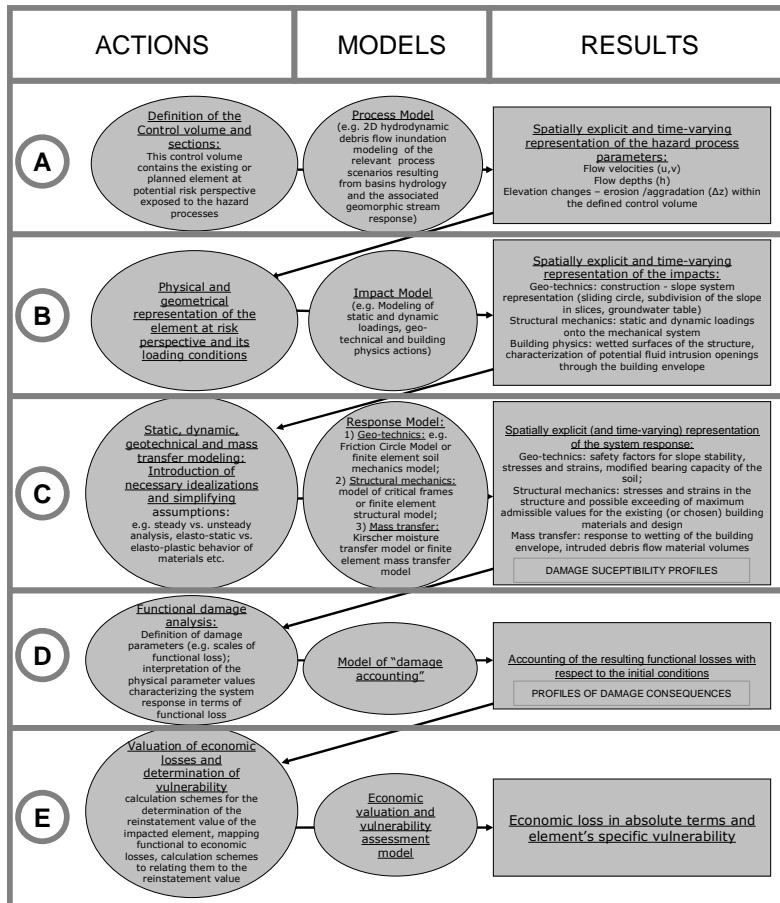 ACTIONS
MODELS
RESULTS
A
Definition of the
Control volume and
sections:
This control volume
contains the existing or
planned element at
potential risk perspective
exposed to the hazard
processes
Process Model
(e.g. 2D hydrodynamic
debris flow inundation
modeling of the
relevant process
scenarios resulting
from basins hydrology
and the associated
geomorphic stream
response)
Spatially explicit and time-varying
representation of the hazard process
parameters:
Flow velocities (u,v)
Flow depths (h)
Elevation changes – erosion /aggradation (Δz) within
the defined control volume
B
Physical and
geometrical
representation of the
element at risk
perspective and its
loading conditions
Impact Model
(e.g. Modeling of
static and dynamic
loadings, geo-
technical and building
physics actions)
Spatially explicit and time-varying
representation of the impacts:
Geo-technics: construction - slope system
representation (sliding circle, subdivision of the slope
in slices, groundwater table)
Structural mechanics: static and dynamic loadings
onto the mechanical system
Building physics: wetted surfaces of the structure,
characterization of potential fluid intrusion openings
through the building envelope
C
Static, dynamic,
geotechnical and mass
transfer modeling:
Introduction of
necessary idealizations
and simplifying
assumptions:
e.g. steady vs. unsteady
analysis, elasto-static vs.
elasto-plastic behavior of
materials etc.
Response Model:
1) Geo-technics: e.g.
Friction Circle Model or
finite element soil
mechanics model;
2) Structural mechanics:
model of critical frames
or finite element
structural model;
3) Mass transfer:
Kirscher moisture
transfer model or finite
element mass transfer
model
Spatially explicit (and time-varying) representation
of the system response:
Geo-technics: safety factors for slope stability,
stresses and strains, modified bearing capacity of the
soil;
Structural mechanics: stresses and strains in the
structure and possible exceeding of maximum
admissible values for the existing (or chosen) building
materials and design
Mass transfer: response to wetting of the building
envelope, intruded debris flow material volumes
DAMAGE SUCEPTIBILITY PROFILES
D
Functional damage
analysis:
Definition of damage
parameters (e.g. scales of
functional loss);
interpretation of the
physical parameter values
characterizing the system
response in terms of
functional loss
Model of "damage
accounting"
Accounting of the resulting functional losses with
respect to the initial conditions
PROFILES OF DAMAGE CONSEQUENCES
E
Valuation of economic
losses and
determination of
vulnerability
calculation schemes for the
determination of the
reinstatement value of the
impacted element, mapping
functional to economic
losses, calculation schemes
to relating them to the
reinstatement value
Economic
valuation and
vulnerability
assessment
model
Economic loss in absolute terms and
element's specific vulnerability